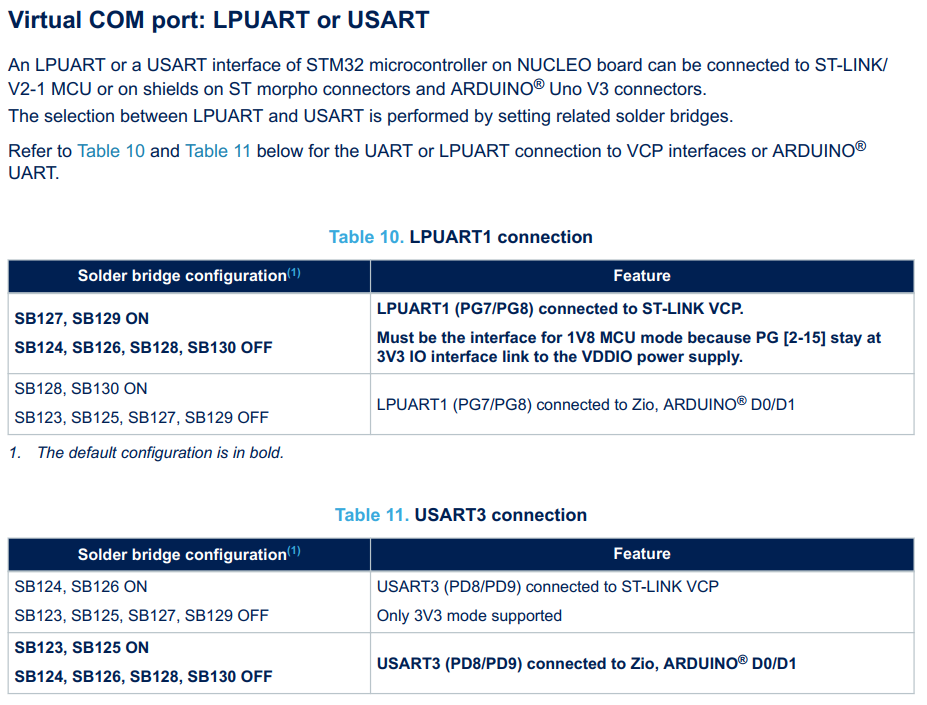 Virtual COM port: LPUART or USART
An LPUART or a USART interface of STM32 microcontroller on NUCLEO board can be connected to ST-LINK/
V2-1 MCU or on shields on ST morpho connectors and ARDUINO® Uno V3 connectors.
The selection between LPUART and USART is performed by setting related solder bridges.
Refer to Table 10 and Table 11 below for the UART or LPUART connection to VCP interfaces or ARDUINO®
UART.
Table 10. LPUART1 connection
Solder bridge configuration(1) Feature
SB127, SB129 ON
SB124, SB126, SB128, SB130 OFF
LPUART1 (PG7/PG8) connected to ST-LINK VCP.
Must be the interface for 1V8 MCU mode because PG [2-15] stay at
3V3 IO interface link to the VDDIO power supply.
SB128, SB130 ON
SB123, SB125, SB127, SB129 OFF
LPUART1 (PG7/PG8) connected to Zio, ARDUINO® D0/D1
1. The default configuration is in bold.
Table 11. USART3 connection
Solder bridge configuration(1) Feature
SB124, SB126 ON
SB123, SB125, SB127, SB129 OFF
USART3 (PD8/PD9) connected to ST-LINK VCP
Only 3V3 mode supported
SB123, SB125 ON
SB124, SB126, SB128, SB130 OFF
USART3 (PD8/PD9) connected to Zio, ARDUINO® D0/D1